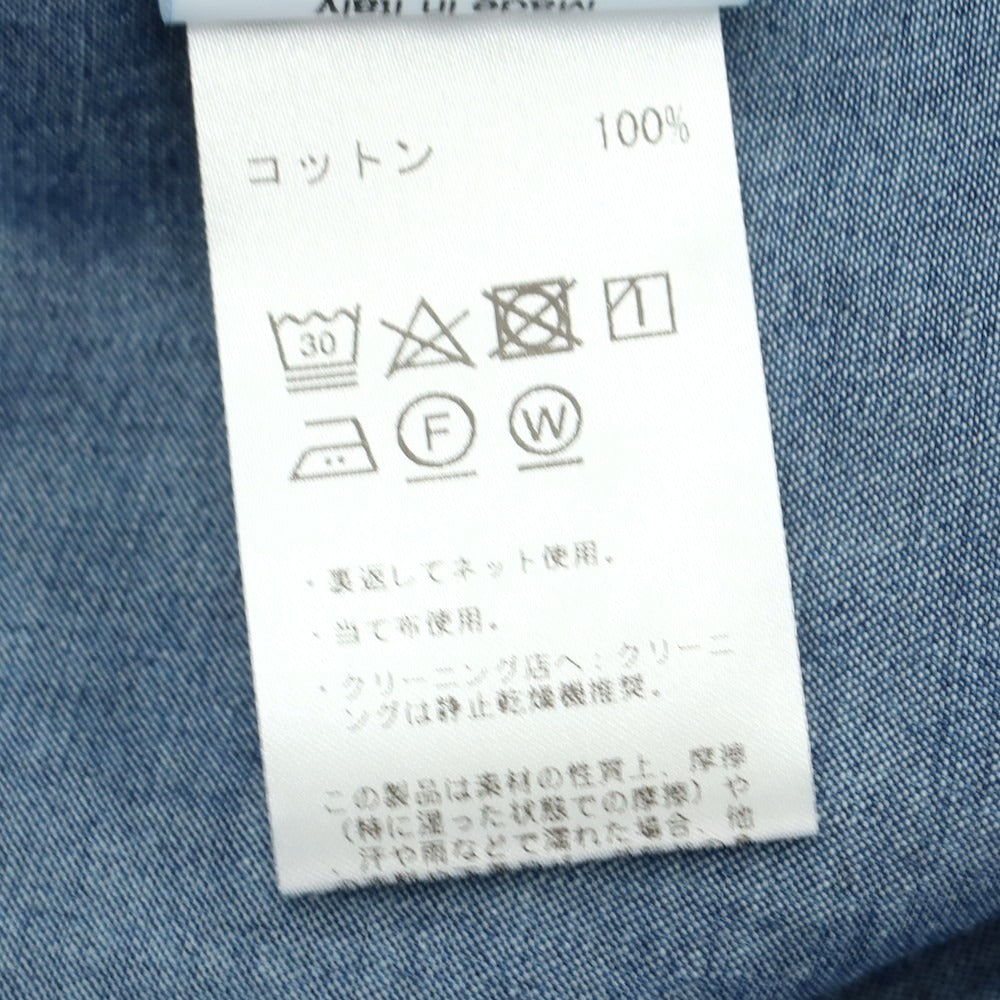 Made in Italy
コットン 100%
30
F W
・裏返してネット使用。
・当て布使用。
・クリーニング店へ：クリーニ
ングは静止乾燥機推奨。
この製品は素材の性質上、摩擦
（特に湿った状態での摩擦）や
汗や雨などで濡れた場合、他